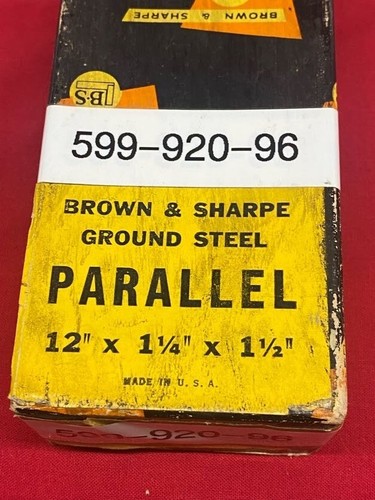 BROWN & SHARPE
B·S
599-920-96
BROWN & SHARPE
GROUND STEEL
PARALLEL
12" x 1¼" x 1½"
MADE IN U. S. A.
599-920-96